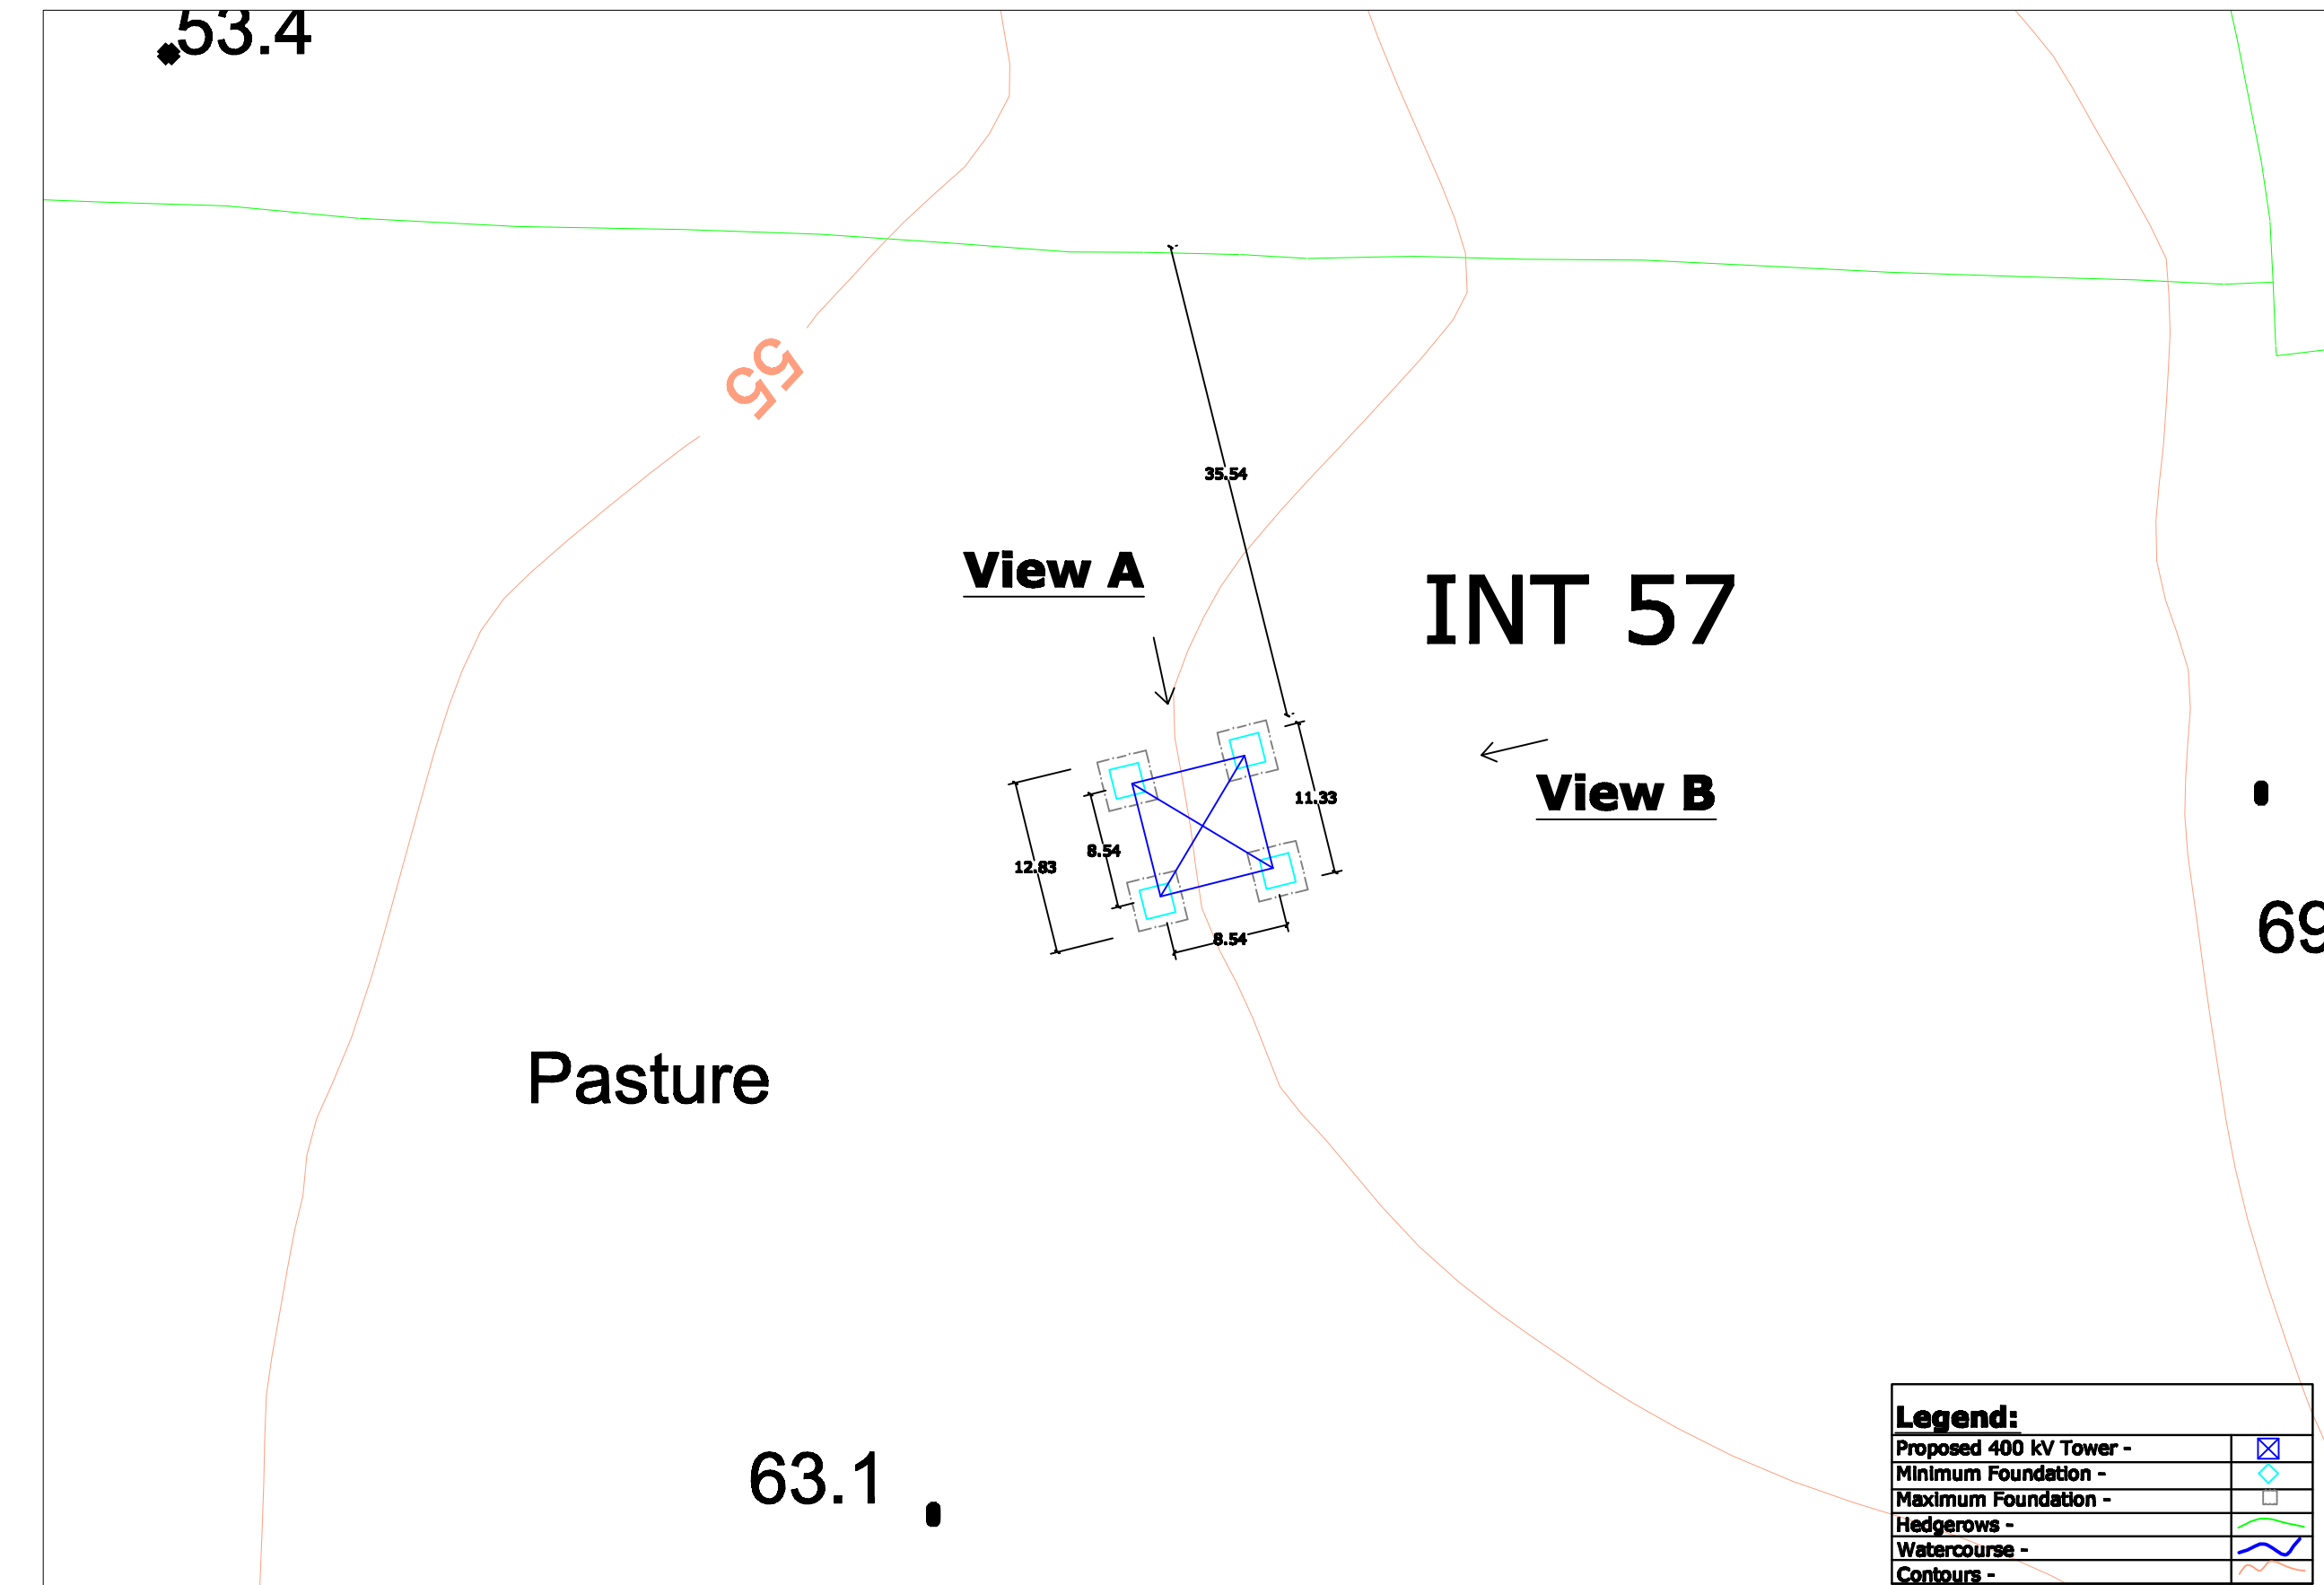 53.4
55
35.54
View A
INT 57
View B
11.33
8.54
12.83
8.54
69
Pasture
63.1
Legend:
Proposed 400 kV Tower -
Minimum Foundation -
Maximum Foundation -
Hedgerows -
Watercourse -
Contours -